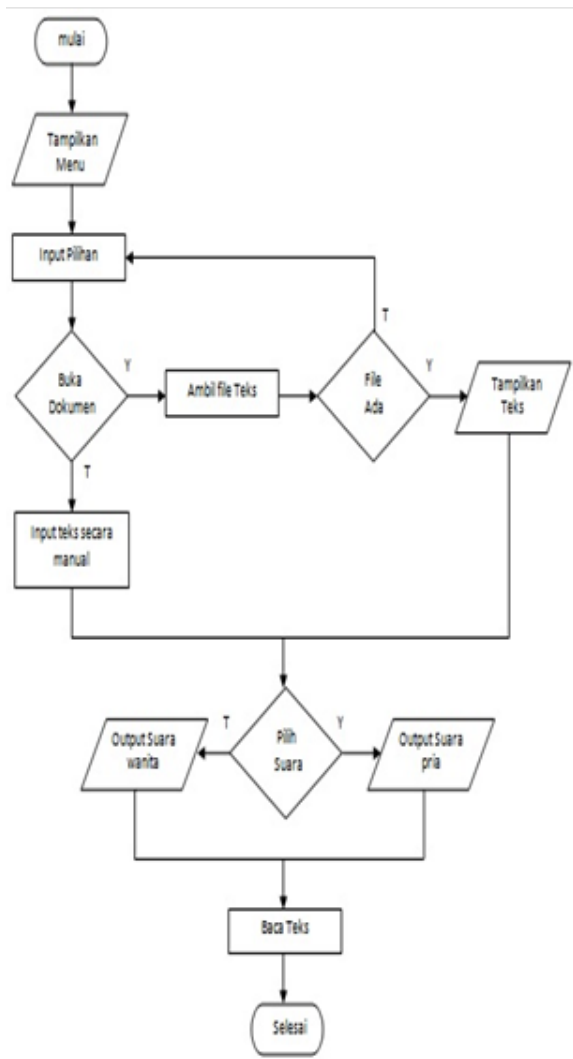 mulai
Tampilkan
Menu
Input Pilihan
T
Buka
Dokumen
Y
Ambil file Teks
File
Ada
Y
Tampilkan
Teks
T
Input teks secara
manual
Output Suara
wanita
T
Pilih
Suara
Y
Output Suara
pria
Baca Teks
Selesai